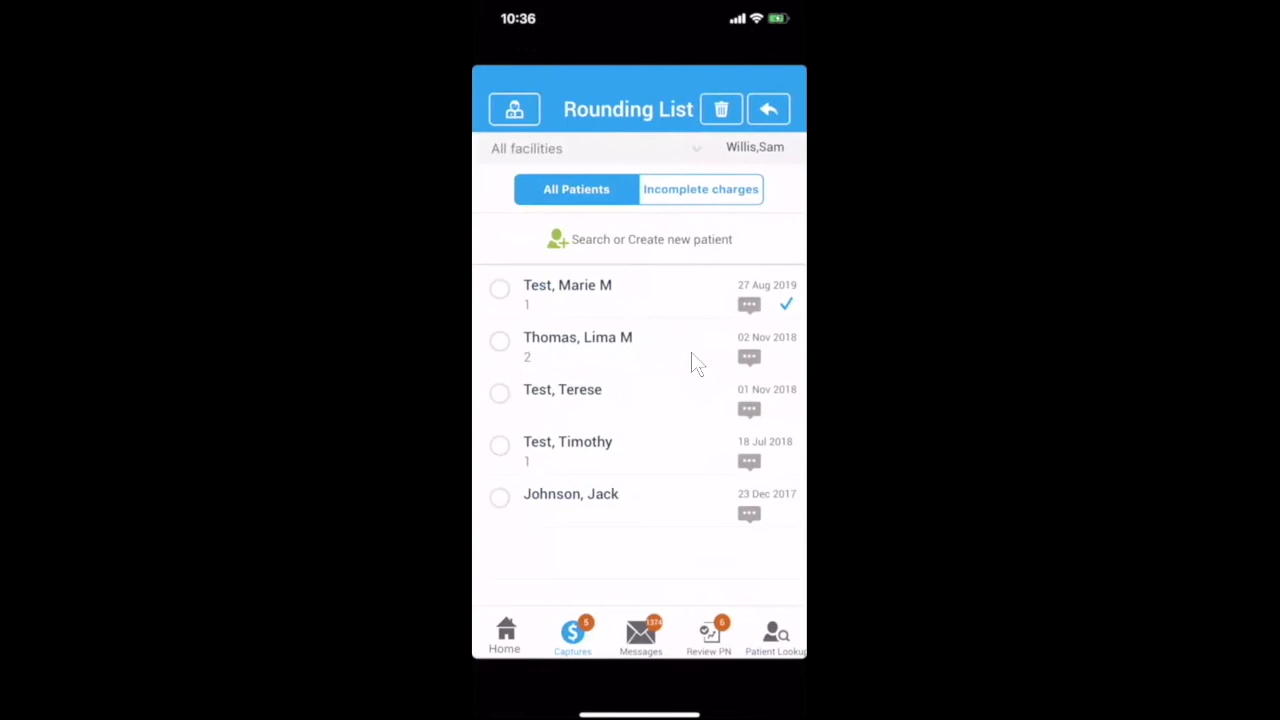 10:36
Rounding List
All facilities
Willis,Sam
All Patients
Incomplete charges
Search or Create new patient
Test, Marie M
27 Aug 2019
1
Thomas, Lima M
02 Nov 2018
2
Test, Terese
01 Nov 2018
Test, Timothy
18 Jul 2018
1
Johnson, Jack
23 Dec 2017
5
1374
6
Home
Captures
Messages
Review PN
Patient Lookup